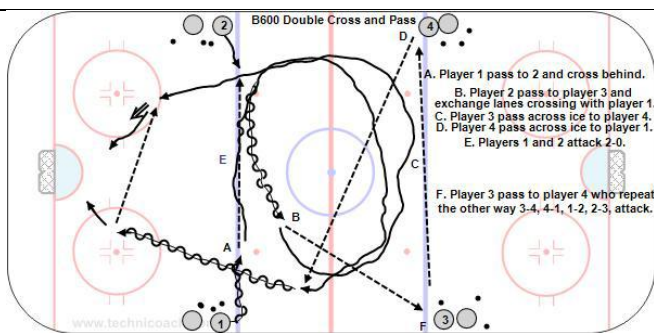 B600 Double Cross and Pass
2
4
D
A. Player 1 pass to 2 and cross behind.
B. Player 2 pass to player 3 and
exchange lanes crossing with player 1.
C. Player 3 pass across ice to player 4.
D. Player 4 pass across ice to player 1.
E. Players 1 and 2 attack 2-0.
E
C
F. Player 3 pass to player 4 who repeat
the other way 3-4, 4-1, 1-2, 2-3, attack.
B
A
1
3
F
www.technicoac